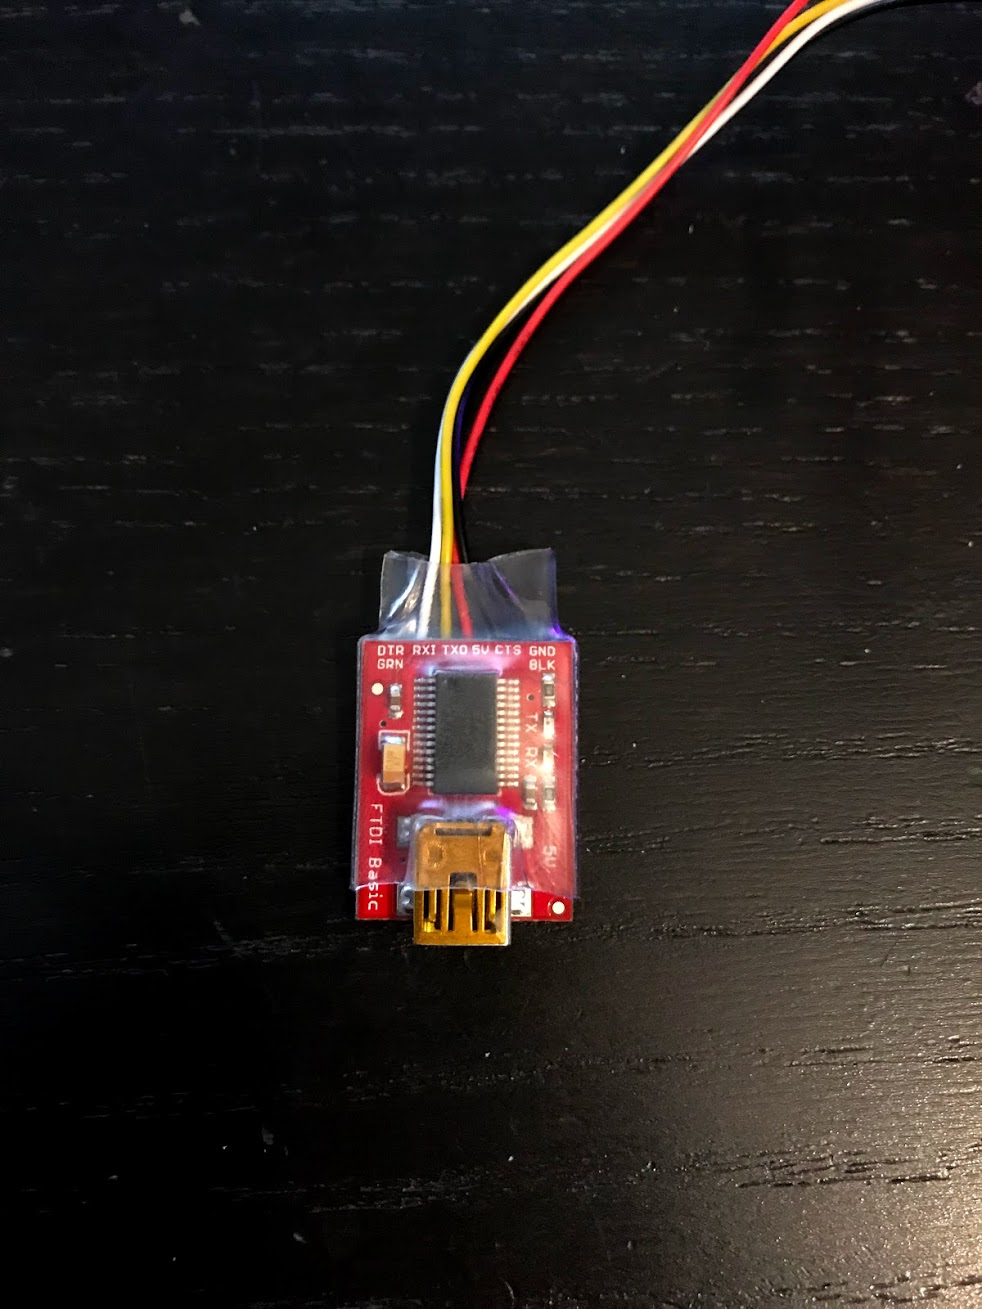 DTR RXI TXO 5V CTS GND
GRN BLK
TX
RX
FTDI Basic
5V